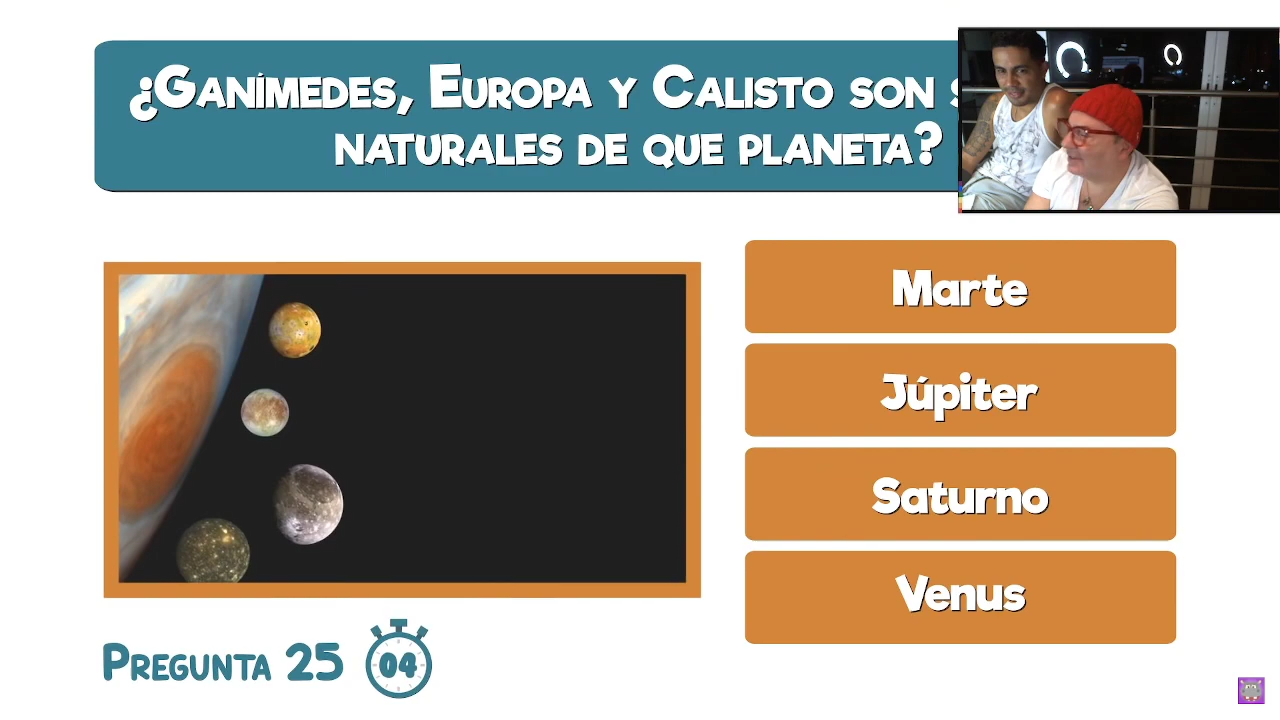 ¿Ganímedes, Europa y Calisto son
naturales de que planeta?
Marte
Júpiter
Saturno
Venus
Pregunta 25
04